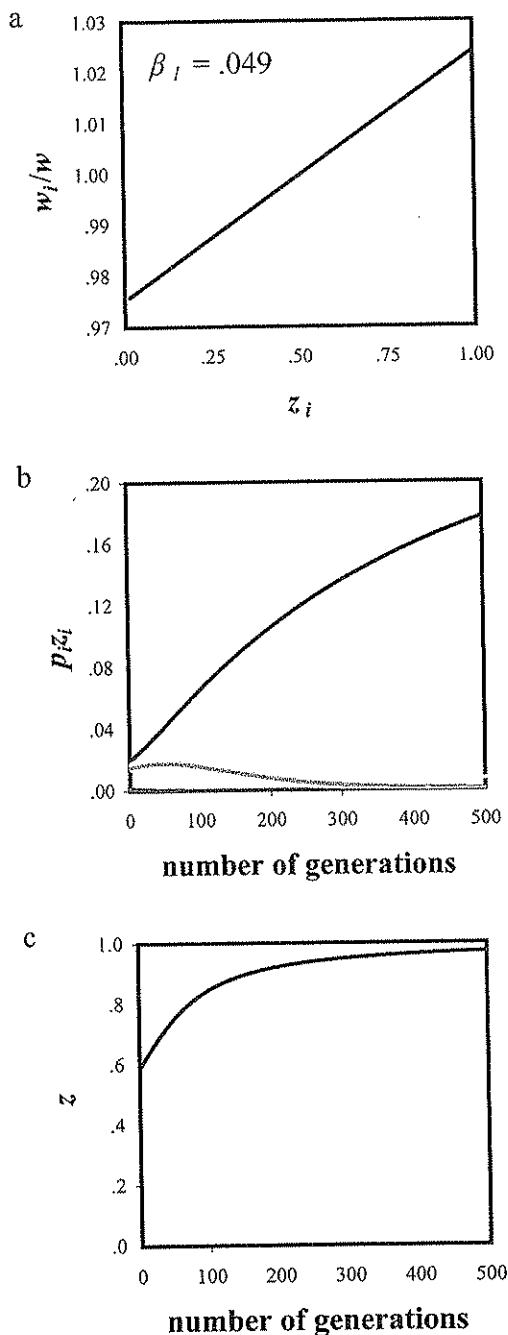 a
1.03
1.02
1.01
1.00
.99
.98
.97
β1 = .049
wi/w
.00 .25 .50 .75 1.00
zi
b
.20
.16
.12
.08
.04
.00
pizi
0 100 200 300 400 500
number of generations
c
1.0
.8
.6
.4
.2
.0
z
0 100 200 300 400 500
number of generations